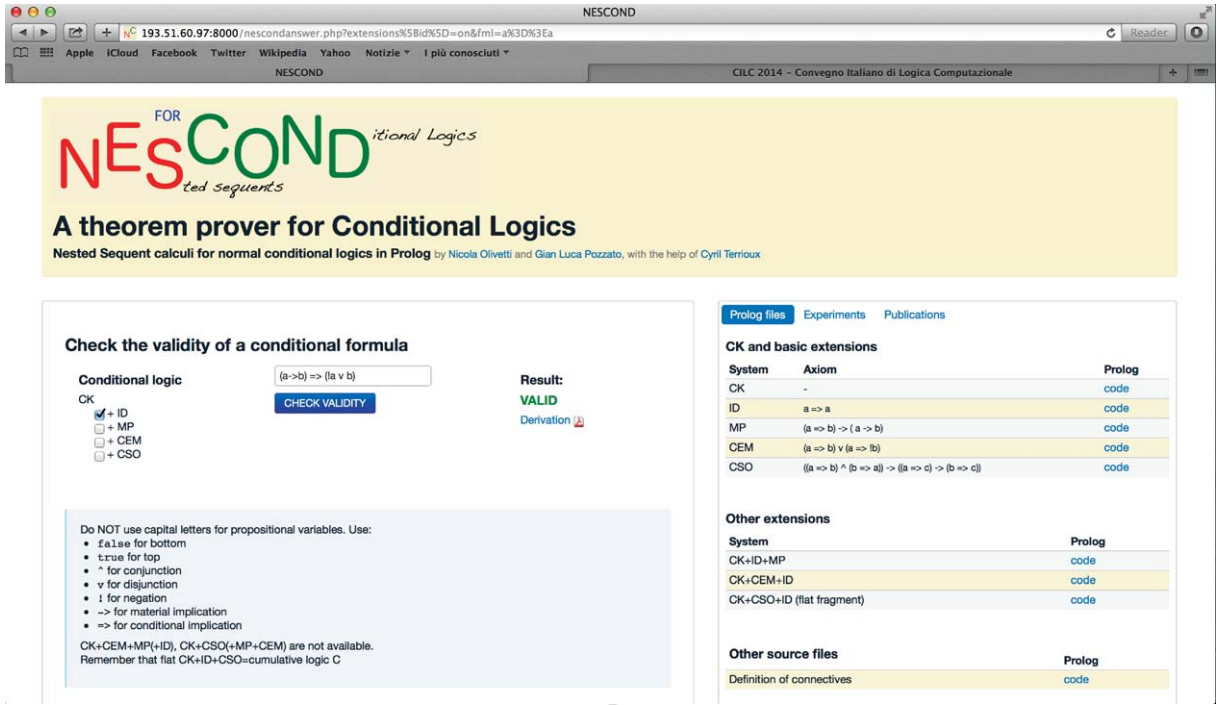 NESCOND
193.51.60.97:8000/nescondanswer.php?extensions%5Bid%5D=on&fml=a%3D%3Ea
Reader
Apple iCloud Facebook Twitter Wikipedia Yahoo Notizie ▾ I più conosciuti ▾
NESCOND
CILC 2014 – Convegno Italiano di Logica Computazionale
FOR
NESCOND itional Logics
ted sequents
A theorem prover for Conditional Logics
Nested Sequent calculi for normal conditional logics in Prolog by Nicola Olivetti and Gian Luca Pozzato, with the help of Cyril Terrioux
Check the validity of a conditional formula
Conditional logic
CK
+ ID
+ MP
+ CEM
+ CSO
(a->b) => (!a v b)
CHECK VALIDITY
Result:
VALID
Derivation
Do NOT use capital letters for propositional variables. Use:
• false for bottom
• true for top
• ^ for conjunction
• v for disjunction
• ! for negation
• -> for material implication
• => for conditional implication
CK+CEM+MP(+ID), CK+CSO(+MP+CEM) are not available.
Remember that flat CK+ID+CSO=cumulative logic C
Prolog files Experiments Publications
CK and basic extensions
System Axiom Prolog
CK - code
ID a => a code
MP (a => b) -> ( a -> b) code
CEM (a => b) v (a => !b) code
CSO ((a => b) ^ (b => a)) -> ((a => c) -> (b => c)) code
Other extensions
System Prolog
CK+ID+MP code
CK+CEM+ID code
CK+CSO+ID (flat fragment) code
Other source files Prolog
Definition of connectives code